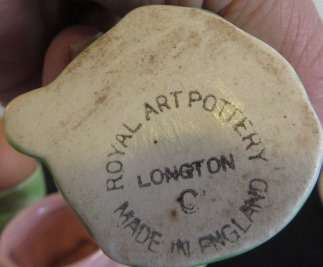 ROYAL ART POTTERY
LONGTON
C
MADE IN ENGLAND